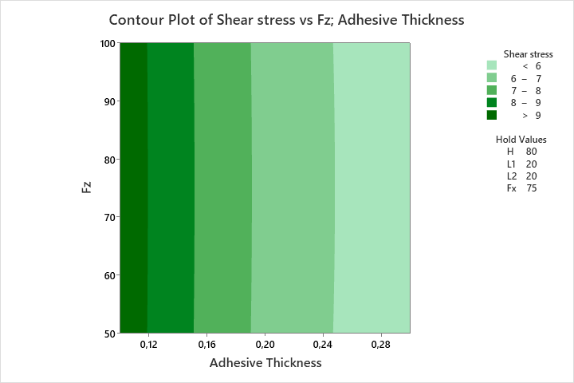 Contour Plot of Shear stress vs Fz; Adhesive Thickness
Shear stress
< 6
6 – 7
7 – 8
8 – 9
> 9
Hold Values
H 80
L1 20
L2 20
Fx 75
Fz
100
90
80
70
60
50
0,12 0,16 0,20 0,24 0,28
Adhesive Thickness